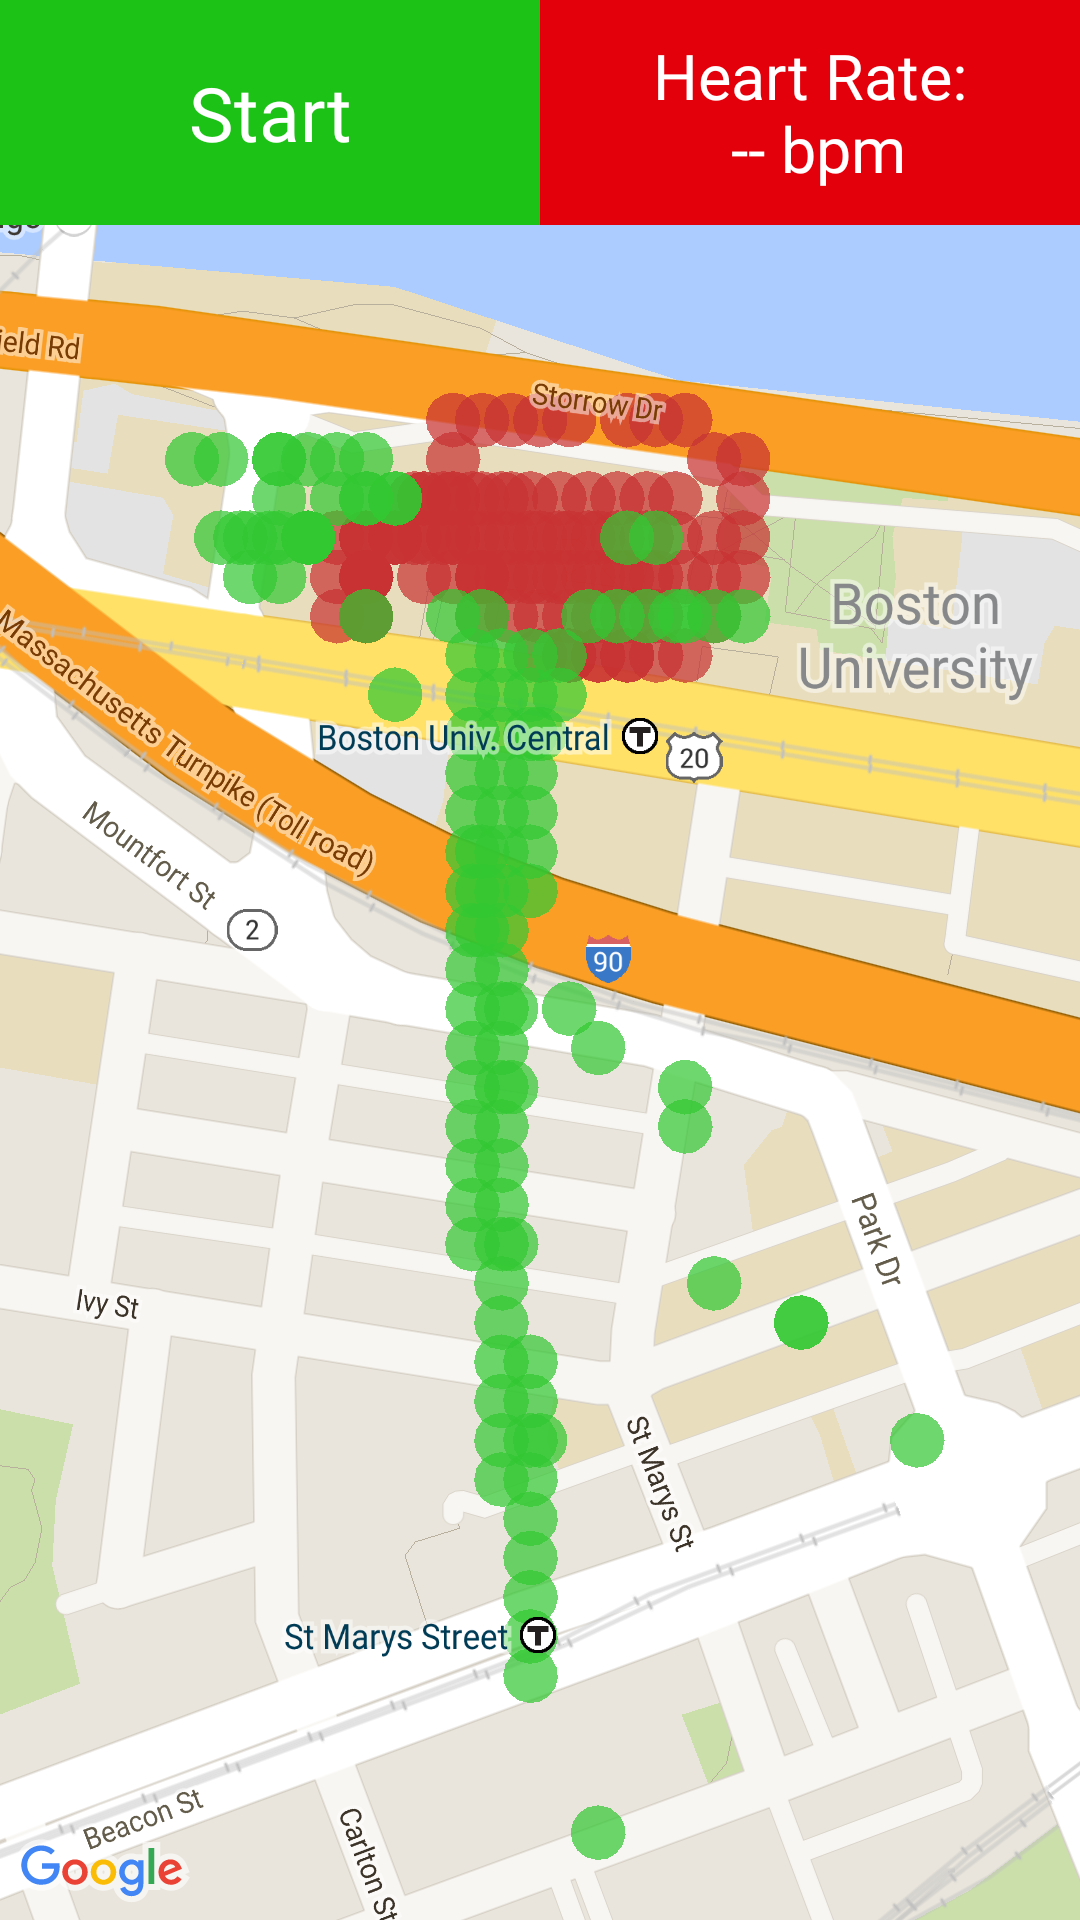 Start
Heart Rate:
-- bpm
ield Rd
Storrow Dr
Boston
University
Massachusetts Turnpike (Toll road)
Boston Univ. Central
T
20
Mountfort St
2
90
Park Dr
Ivy St
St Marys St
St Marys Street
T
Beacon St
Carlton St
Google